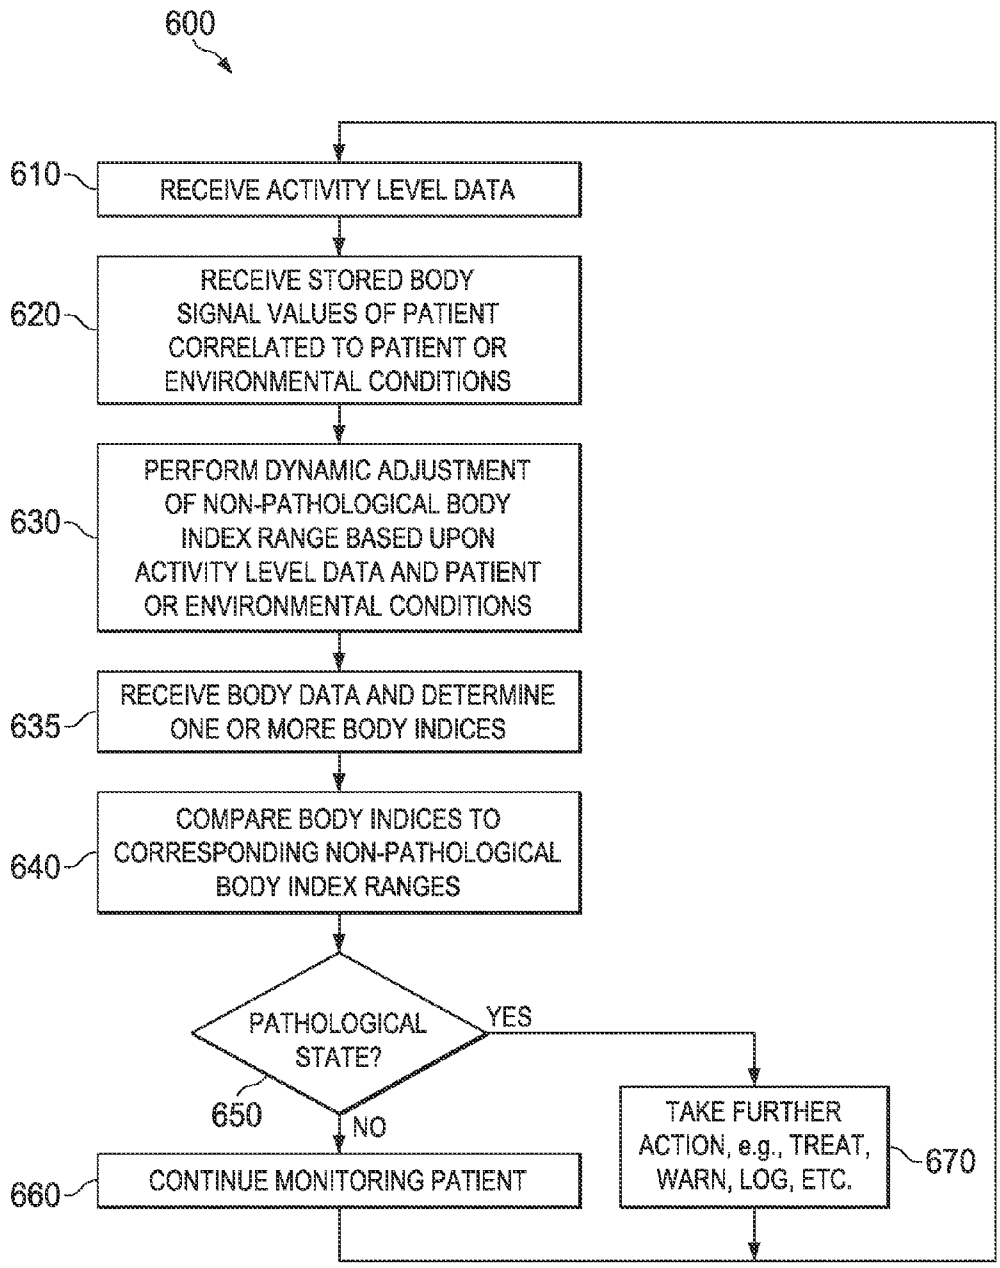 600
610
RECEIVE ACTIVITY LEVEL DATA
620
RECEIVE STORED BODY
SIGNAL VALUES OF PATIENT
CORRELATED TO PATIENT OR
ENVIRONMENTAL CONDITIONS
630
PERFORM DYNAMIC ADJUSTMENT
OF NON-PATHOLOGICAL BODY
INDEX RANGE BASED UPON
ACTIVITY LEVEL DATA AND PATIENT
OR ENVIRONMENTAL CONDITIONS
635
RECEIVE BODY DATA AND DETERMINE
ONE OR MORE BODY INDICES
640
COMPARE BODY INDICES TO
CORRESPONDING NON-PATHOLOGICAL
BODY INDEX RANGES
PATHOLOGICAL
STATE?
650
YES
NO
660
CONTINUE MONITORING PATIENT
TAKE FURTHER
ACTION, e.g., TREAT,
WARN, LOG, ETC.
670